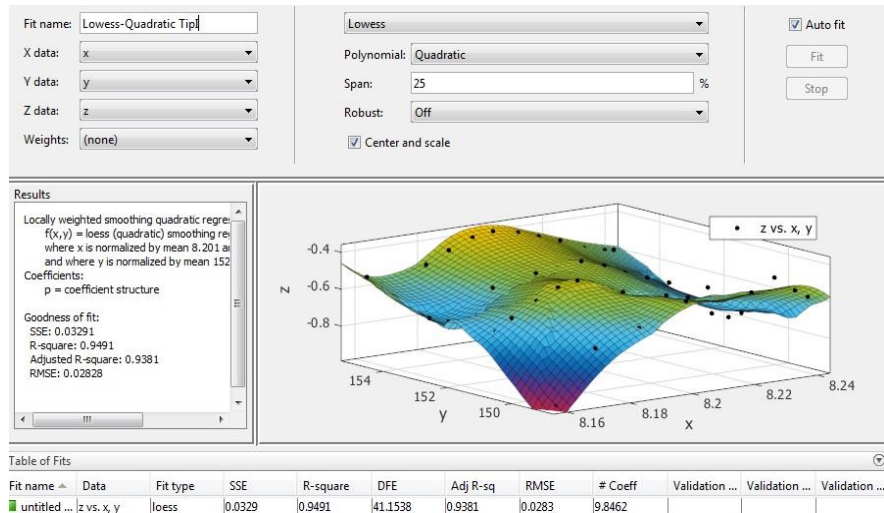 Fit name: Lowess-Quadratic TipI
X data: x
Y data: y
Z data: z
Weights: (none)
Lowess
Polynomial: Quadratic
Span: 25 %
Robust: Off
Center and scale
Auto fit
Fit
Stop
Results
Locally weighted smoothing quadratic regre
f(x,y) = loess (quadratic) smoothing re
where x is normalized by mean 8.201 a
and where y is normalized by mean 152
Coefficients:
p = coefficient structure
Goodness of fit:
SSE: 0.03291
R-square: 0.9491
Adjusted R-square: 0.9381
RMSE: 0.02828
z vs. x, y
-0.4
-0.6
-0.8
z
154
152
150
y
8.16
8.18
8.2
8.22
8.24
x
Table of Fits
Fit name Data Fit type SSE R-square DFE Adj R-sq RMSE # Coeff Validation ... Validation ... Validation ...
untitled ... z vs. x, y loess 0.0329 0.9491 41.1538 0.9381 0.0283 9.8462